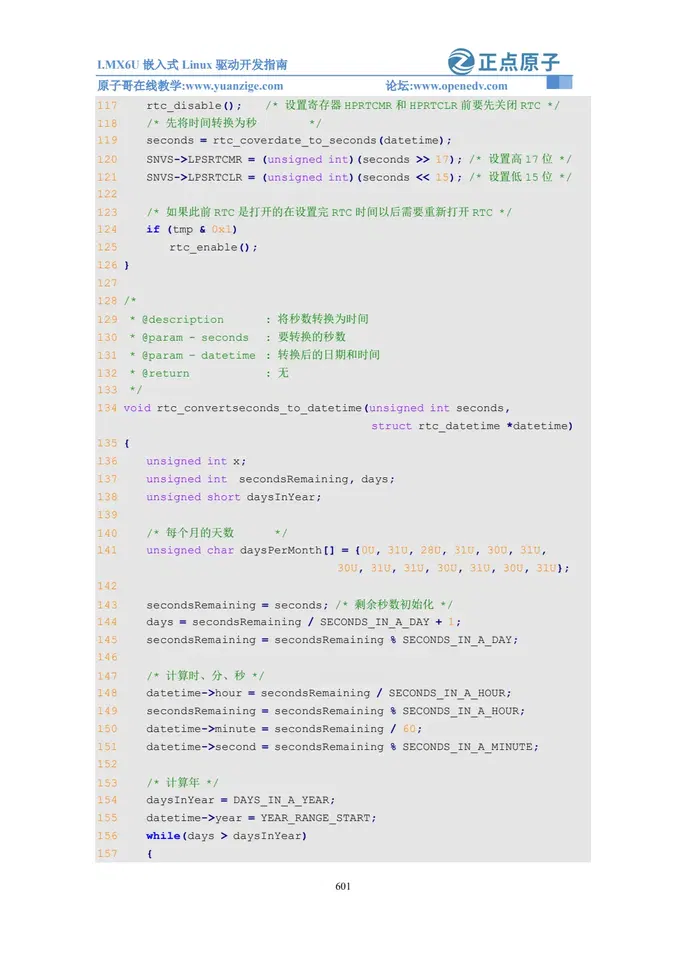 I.MX6U 嵌入式 Linux 驱动开发指南
正点原子
原子哥在线教学:www.yuanzige.com 论坛:www.openedv.com
117 rtc_disable(); /* 设置寄存器 HPRTCMR 和 HPRTCLR 前要先关闭 RTC */
118 /* 先将时间转换为秒 */
119 seconds = rtc_coverdate_to_seconds(datetime);
120 SNVS->LPSRTCMR = (unsigned int)(seconds >> 17); /* 设置高 17 位 */
121 SNVS->LPSRTCLR = (unsigned int)(seconds << 15); /* 设置低 15 位 */
122
123 /* 如果此前 RTC 是打开的在设置完 RTC 时间以后需要重新打开 RTC */
124 if (tmp & 0x1)
125 rtc_enable();
126 }
127
128 /*
129 * @description : 将秒数转换为时间
130 * @param - seconds : 要转换的秒数
131 * @param - datetime : 转换后的日期和时间
132 * @return : 无
133 */
134 void rtc_convertseconds_to_datetime(unsigned int seconds,
struct rtc_datetime *datetime)
135 {
136 unsigned int x;
137 unsigned int secondsRemaining, days;
138 unsigned short daysInYear;
139
140 /* 每个月的天数 */
141 unsigned char daysPerMonth[] = {0U, 31U, 28U, 31U, 30U, 31U,
30U, 31U, 31U, 30U, 31U, 30U, 31U};
142
143 secondsRemaining = seconds; /* 剩余秒数初始化 */
144 days = secondsRemaining / SECONDS_IN_A_DAY + 1;
145 secondsRemaining = secondsRemaining % SECONDS_IN_A_DAY;
146
147 /* 计算时、分、秒 */
148 datetime->hour = secondsRemaining / SECONDS_IN_A_HOUR;
149 secondsRemaining = secondsRemaining % SECONDS_IN_A_HOUR;
150 datetime->minute = secondsRemaining / 60;
151 datetime->second = secondsRemaining % SECONDS_IN_A_MINUTE;
152
153 /* 计算年 */
154 daysInYear = DAYS_IN_A_YEAR;
155 datetime->year = YEAR_RANGE_START;
156 while(days > daysInYear)
157 {
601